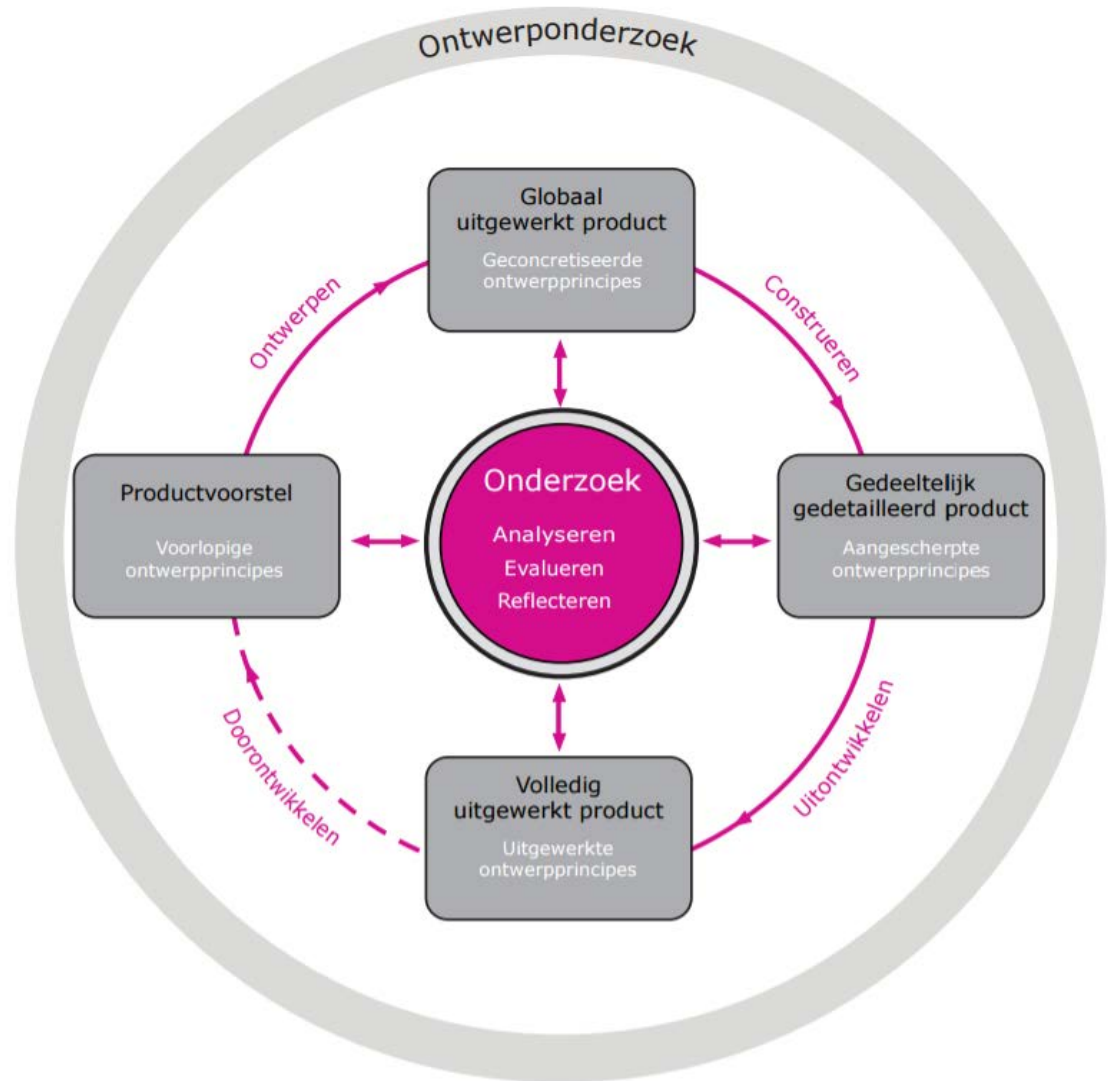 Ontwerponderzoek
Globaal
uitgewerkt product
Geconcretiseerde
ontwerpprincipes
Ontwerpen
Construeren
Productvoorstel
Voorlopige
ontwerpprincipes
Onderzoek
Analyseren
Evalueren
Reflecteren
Gedeeltelijk
gedetailleerd product
Aangescherpte
ontwerpprincipes
Doorontwikkelen
Uitontwikkelen
Volledig
uitgewerkt product
Uitgewerkte
ontwerpprincipes